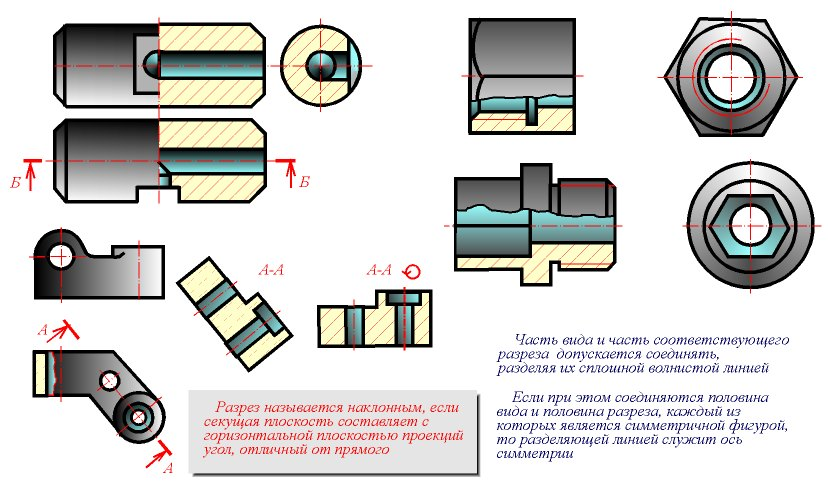 Б
Б
А-А
А-А
А
А
Часть вида и часть соответствующего
разреза допускается соединять,
разделяя их сплошной волнистой линией
Если при этом соединяются половина
вида и половина разреза, каждый из
которых является симметричной фигурой,
то разделяющей линией служит ось
симметрии
Разрез называется наклонным, если
секущая плоскость составляет с
горизонтальной плоскостью проекций
угол, отличный от прямого